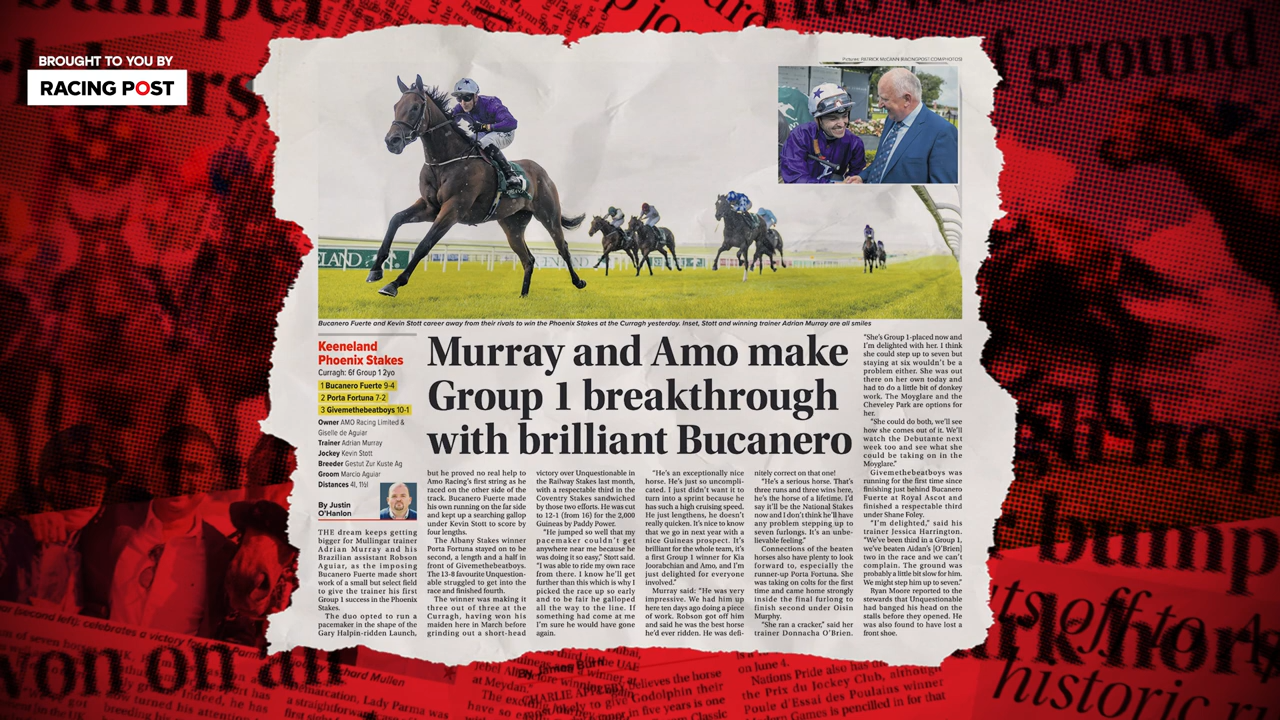 BROUGHT TO YOU BY
RACING POST
Pictures: PATRICK McCANN (RACINGPOST.COM/PHOTOS)
Bucanero Fuerte and Kevin Stott career away from their rivals to win the Phoenix Stakes at the Curragh yesterday. Inset, Stott and winning trainer Adrian Murray are all smiles
Keeneland
Phoenix Stakes
Curragh: 6f Group 1 2yo
1 Bucanero Fuerte 9-4
2 Porta Fortuna 7-2
3 Givemethebeatboys 10-1
Owner AMO Racing Limited &
Giselle de Aguiar
Trainer Adrian Murray
Jockey Kevin Stott
Breeder Gestut Zur Kuste Ag
Groom Marcio Aguiar
Distances 4l, 1½l
By Justin
O'Hanlon
Murray and Amo make
Group 1 breakthrough
with brilliant Bucanero
THE dream keeps getting
bigger for Mullingar trainer
Adrian Murray and his
Brazilian assistant Robson
Aguiar, as the imposing
Bucanero Fuerte made short
work of a small but select field
to give the trainer his first
Group 1 success in the Phoenix
Stakes.
The duo opted to run a
pacemaker in the shape of the
Gary Halpin-ridden Launch,
but he proved no real help to
Amo Racing's first string as he
raced on the other side of the
track. Bucanero Fuerte made
his own running on the far side
and kept up a searching gallop
under Kevin Stott to score by
four lengths.
The Albany Stakes winner
Porta Fortuna stayed on to be
second, a length and a half in
front of Givemethebeatboys.
The 13-8 favourite Unquestion-
able struggled to get into the
race and finished fourth.
The winner was making it
three out of three at the
Curragh, having won his
maiden here in March before
grinding out a short-head
victory over Unquestionable in
the Railway Stakes last month,
with a respectable third in the
Coventry Stakes sandwiched
by those two efforts. He was cut
to 12-1 (from 16) for the 2,000
Guineas by Paddy Power.
"He jumped so well that my
pacemaker couldn't get
anywhere near me because he
was doing it so easy," Stott said.
"I was able to ride my own race
from there. I know he'll get
further than this which is why I
picked the race up so early
and to be fair he galloped
all the way to the line. If
something had come at me
I'm sure he would have gone
again.
"He's an exceptionally nice
horse. He's just so uncompli-
cated. I just didn't want it to
turn into a sprint because he
has such a high cruising speed.
He just lengthens, he doesn't
really quicken. It's nice to know
that we go in next year with a
nice Guineas prospect. It's
brilliant for the whole team, it's
a first Group 1 winner for Kia
Joorabchian and Amo, and I'm
just delighted for everyone
involved."
Murray said: "He was very
impressive. We had him up
here ten days ago doing a piece
of work. Robson got off him
and said he was the best horse
he'd ever ridden. He was defi-
nitely correct on that one!
"He's a serious horse. That's
three runs and three wins here,
he's the horse of a lifetime. I'd
say it'll be the National Stakes
now and I don't think he'll have
any problem stepping up to
seven furlongs. It's an unbe-
lievable feeling."
Connections of the beaten
horses also have plenty to look
forward to, especially the
runner-up Porta Fortuna. She
was taking on colts for the first
time and came home strongly
inside the final furlong to
finish second under Oisin
Murphy.
"She ran a cracker," said her
trainer Donnacha O'Brien.
"She's Group 1-placed now and
I'm delighted with her. I think
she could step up to seven but
staying at six wouldn't be a
problem either. She was out
there on her own today and
had to do a little bit of donkey
work. The Moyglare and the
Cheveley Park are options for
her.
"She could do both, we'll see
how she comes out of it. We'll
watch the Debutante next
week too and see what she
could be taking on in the
Moyglare."
Givemethebeatboys was
running for the first time since
finishing just behind Bucanero
Fuerte at Royal Ascot and
finished a respectable third
under Shane Foley.
"I'm delighted," said his
trainer Jessica Harrington.
"We've been third in a Group 1,
we've beaten Aidan's [O'Brien]
two in the race and we can't
complain. The ground was
probably a little bit slow for him.
We might step him up to seven."
Ryan Moore reported to the
stewards that Unquestionable
had banged his head on the
stalls before they opened. He
was also found to have lost a
front shoe.